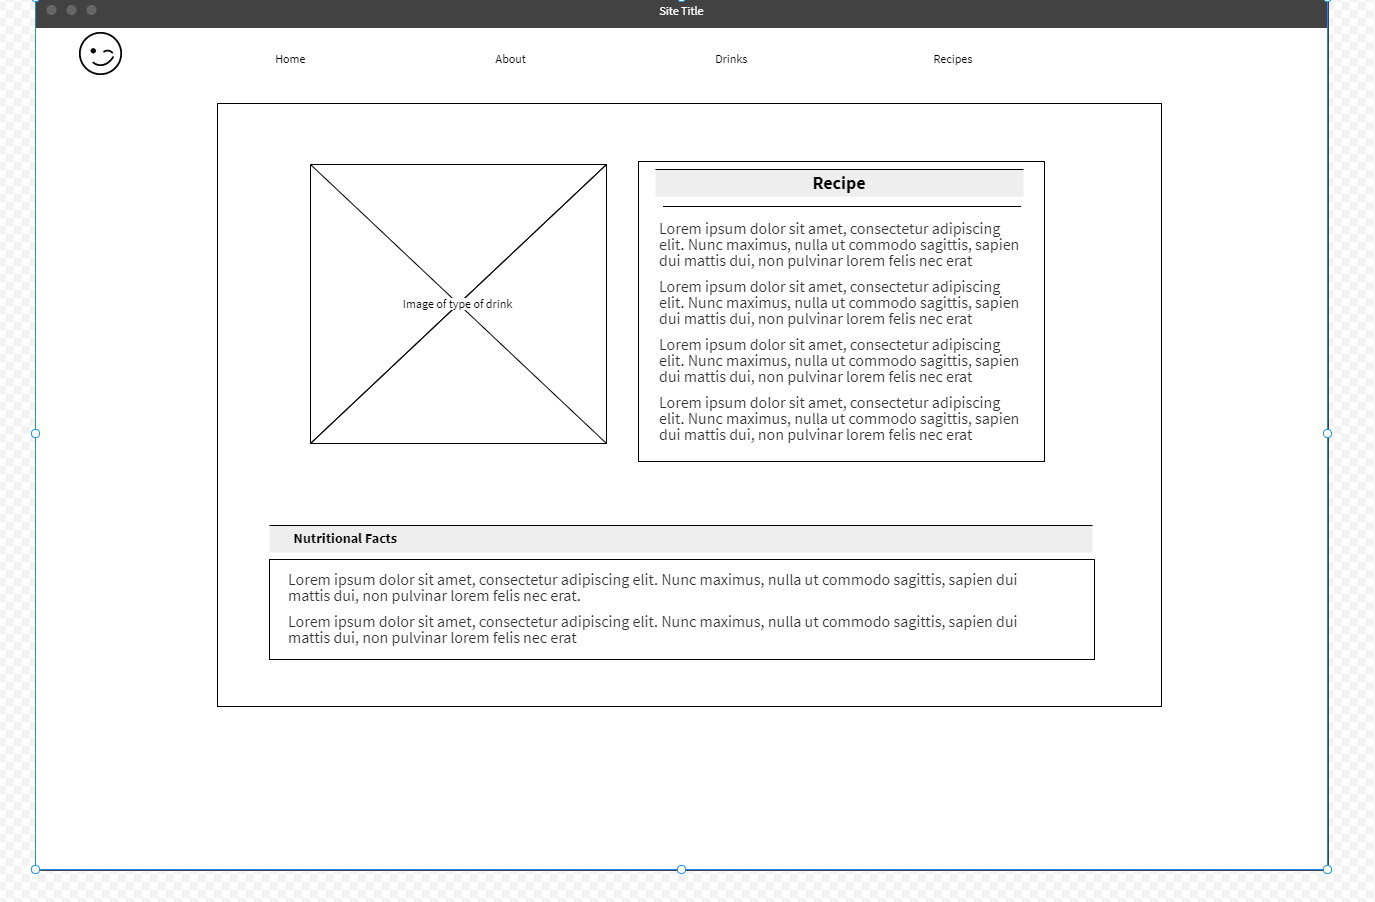 Site Title
Home
About
Drinks
Recipes
Image of type of drink
Recipe
Lorem ipsum dolor sit amet, consectetur adipiscing
elit. Nunc maximus, nulla ut commodo sagittis, sapien
dui mattis dui, non pulvinar lorem felis nec erat
Lorem ipsum dolor sit amet, consectetur adipiscing
elit. Nunc maximus, nulla ut commodo sagittis, sapien
dui mattis dui, non pulvinar lorem felis nec erat
Lorem ipsum dolor sit amet, consectetur adipiscing
elit. Nunc maximus, nulla ut commodo sagittis, sapien
dui mattis dui, non pulvinar lorem felis nec erat
Lorem ipsum dolor sit amet, consectetur adipiscing
elit. Nunc maximus, nulla ut commodo sagittis, sapien
dui mattis dui, non pulvinar lorem felis nec erat
Nutritional Facts
Lorem ipsum dolor sit amet, consectetur adipiscing elit. Nunc maximus, nulla ut commodo sagittis, sapien dui
mattis dui, non pulvinar lorem felis nec erat.
Lorem ipsum dolor sit amet, consectetur adipiscing elit. Nunc maximus, nulla ut commodo sagittis, sapien dui
mattis dui, non pulvinar lorem felis nec erat